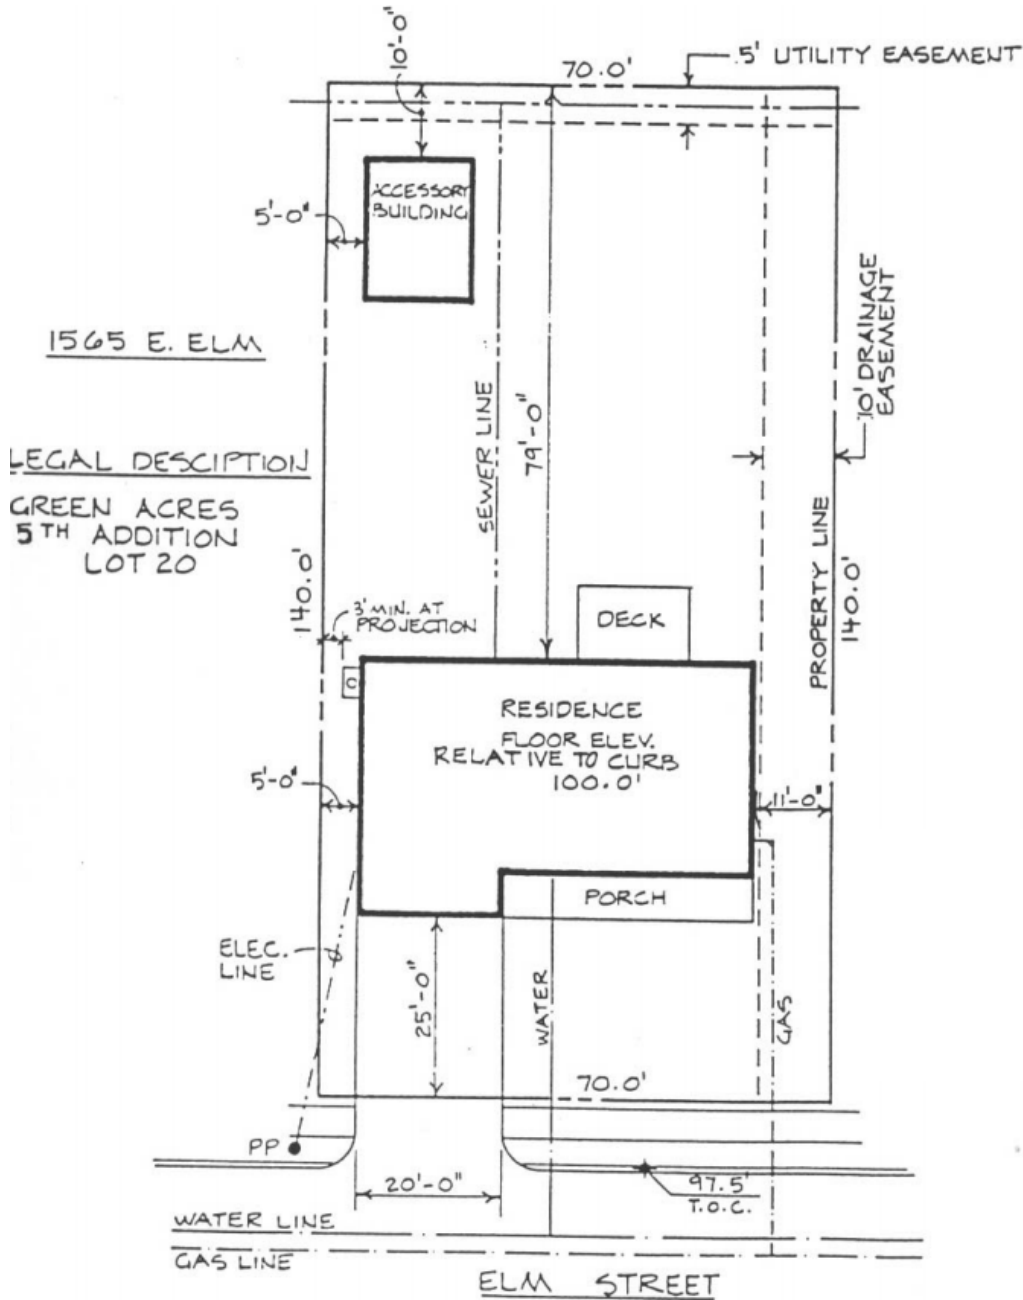 10'-0"
70.0'
.5' UTILITY EASEMENT
ACCESSORY
BUILDING
5'-0"
10' DRAINAGE
EASEMENT
1565 E. ELM
SEWER LINE
79'-0"
LEGAL DESCIPTION
GREEN ACRES
5TH ADDITION
LOT 20
140.0'
3' MIN. AT
PROJECTION
DECK
PROPERTY LINE
140.0'
C
RESIDENCE
FLOOR ELEV.
RELATIVE TO CURB
100.0'
5'-0"
11'-0"
PORCH
ELEC.
LINE
25'-0"
WATER
GAS
70.0'
PP
20'-0"
97.5'
T.O.C.
WATER LINE
GAS LINE
ELM STREET